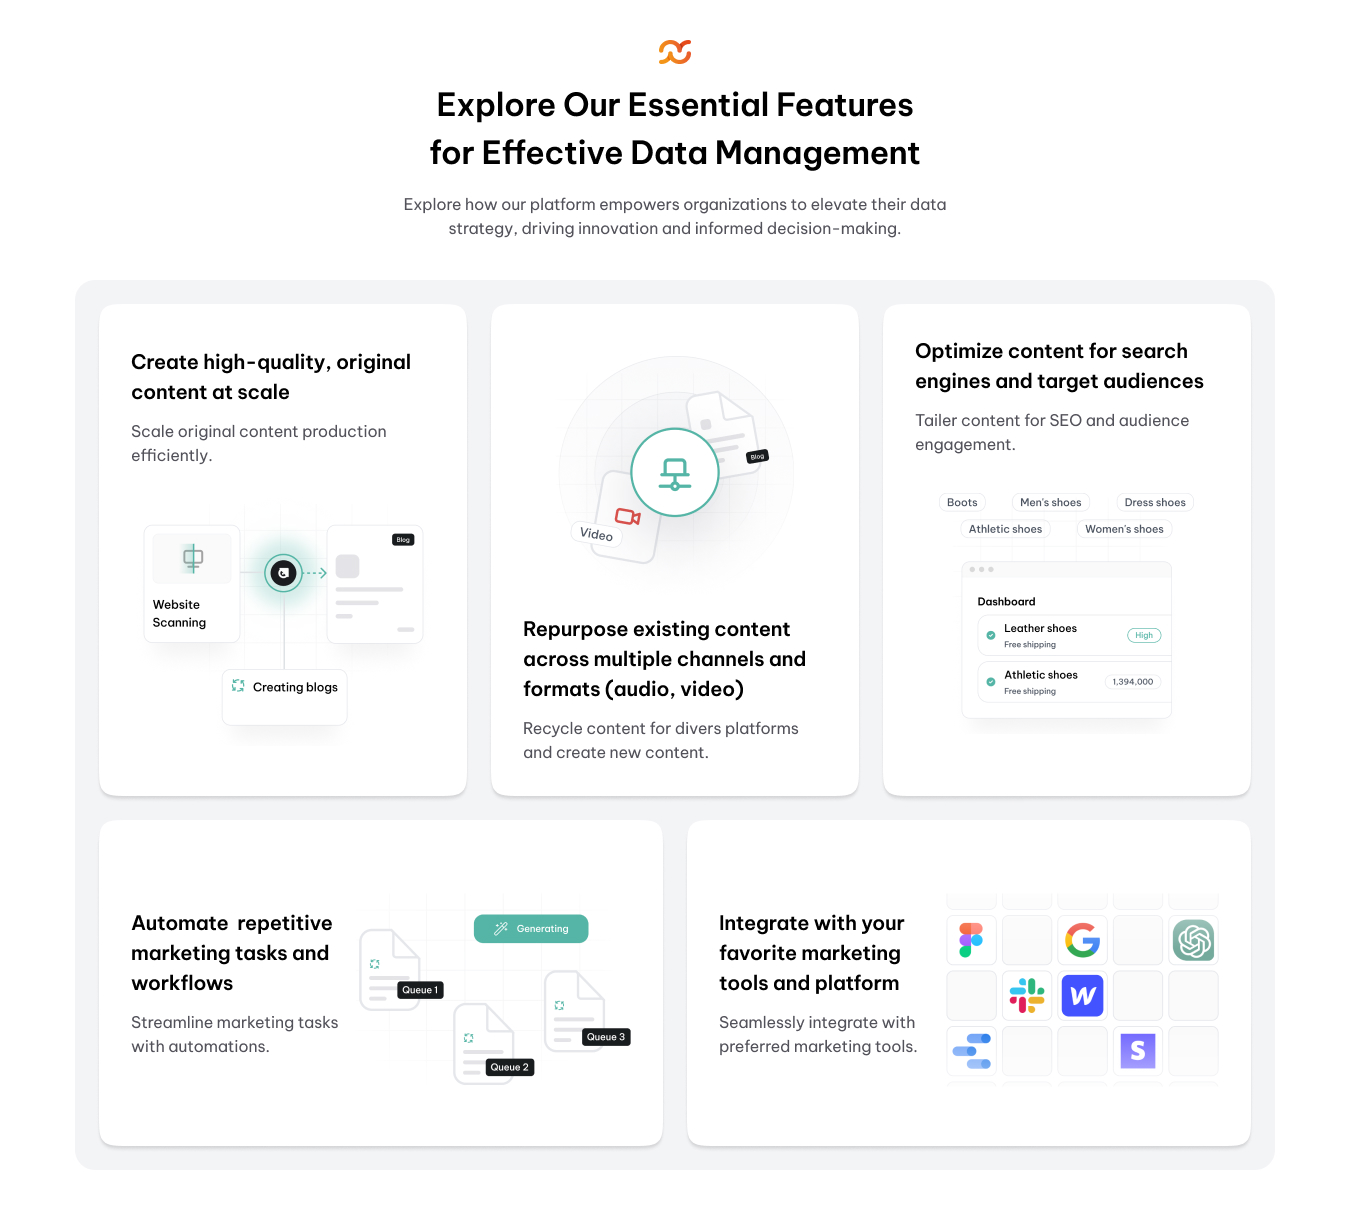 Explore Our Essential Features
for Effective Data Management
Explore how our platform empowers organizations to elevate their data
strategy, driving innovation and informed decision-making.
Create high-quality, original
content at scale
Scale original content production
efficiently.
Blog
Website
Scanning
Creating blogs
Blog
Video
Repurpose existing content
across multiple channels and
formats (audio, video)
Recycle content for divers platforms
and create new content.
Optimize content for search
engines and target audiences
Tailer content for SEO and audience
engagement.
Boots
Men's shoes
Dress shoes
Athletic shoes
Women's shoes
Dashboard
Leather shoes
Free shipping
High
Athletic shoes
Free shipping
1,394,000
Automate  repetitive
marketing tasks and
workflows
Streamline marketing tasks
with automations.
Generating
Queue 1
Queue 2
Queue 3
Integrate with your
favorite marketing
tools and platform
Seamlessly integrate with
preferred marketing tools.